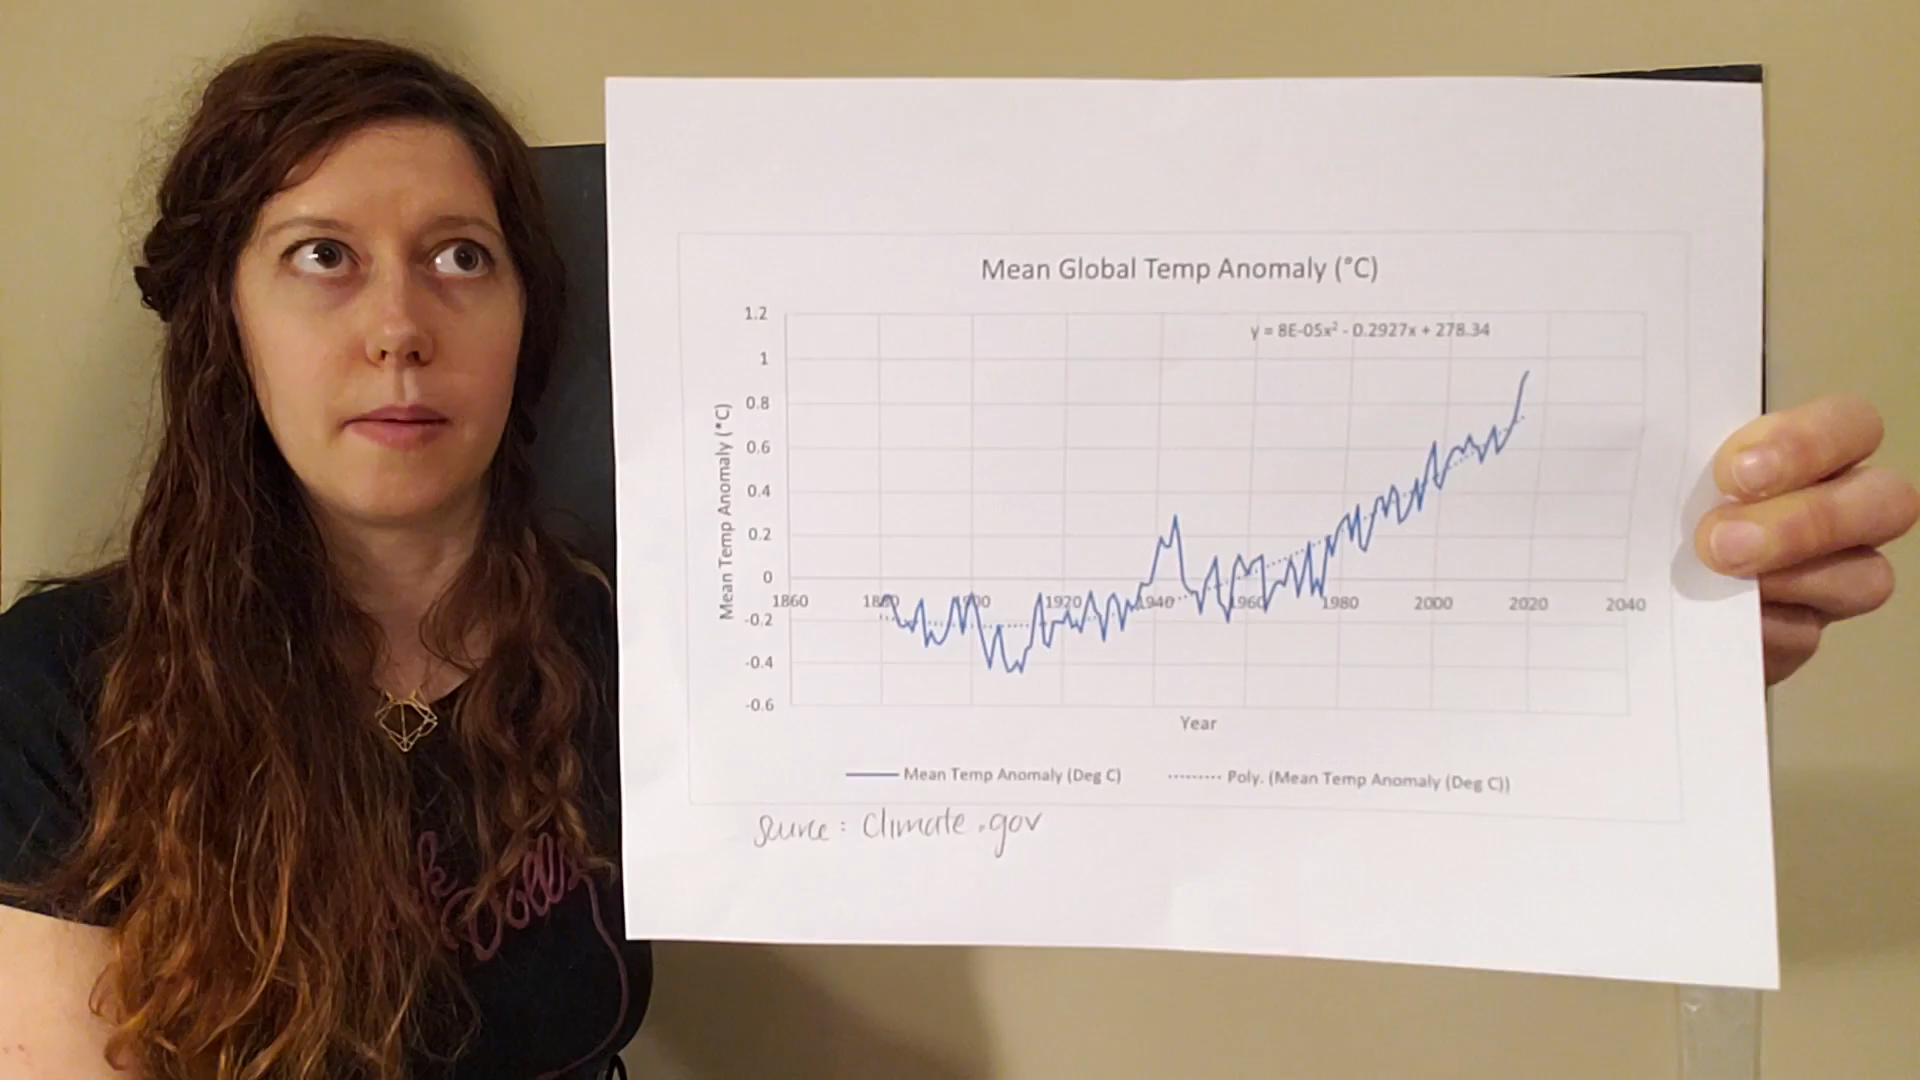 Mean Global Temp Anomaly (°C)
y = 8E-05x² - 0.2927x + 278.34
1.2
1
0.8
0.6
0.4
0.2
0
-0.2
-0.4
-0.6
Mean Temp Anomaly (°C)
1860 1880 1900 1920 1940 1960 1980 2000 2020 2040
Year
Mean Temp Anomaly (Deg C) Poly. (Mean Temp Anomaly (Deg C))
Source : Climate.gov
Dolls